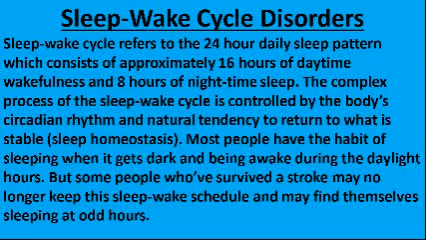 Sleep-Wake Cycle Disorders
Sleep-wake cycle refers to the 24 hour daily sleep pattern
which consists of approximately 16 hours of daytime
wakefulness and 8 hours of night-time sleep. The complex
process of the sleep-wake cycle is controlled by the body's
circadian rhythm and natural tendency to return to what is
stable (sleep homeostasis). Most people have the habit of
sleeping when it gets dark and being awake during the daylight
hours. But some people who've survived a stroke may no
longer keep this sleep-wake schedule and may find themselves
sleeping at odd hours.